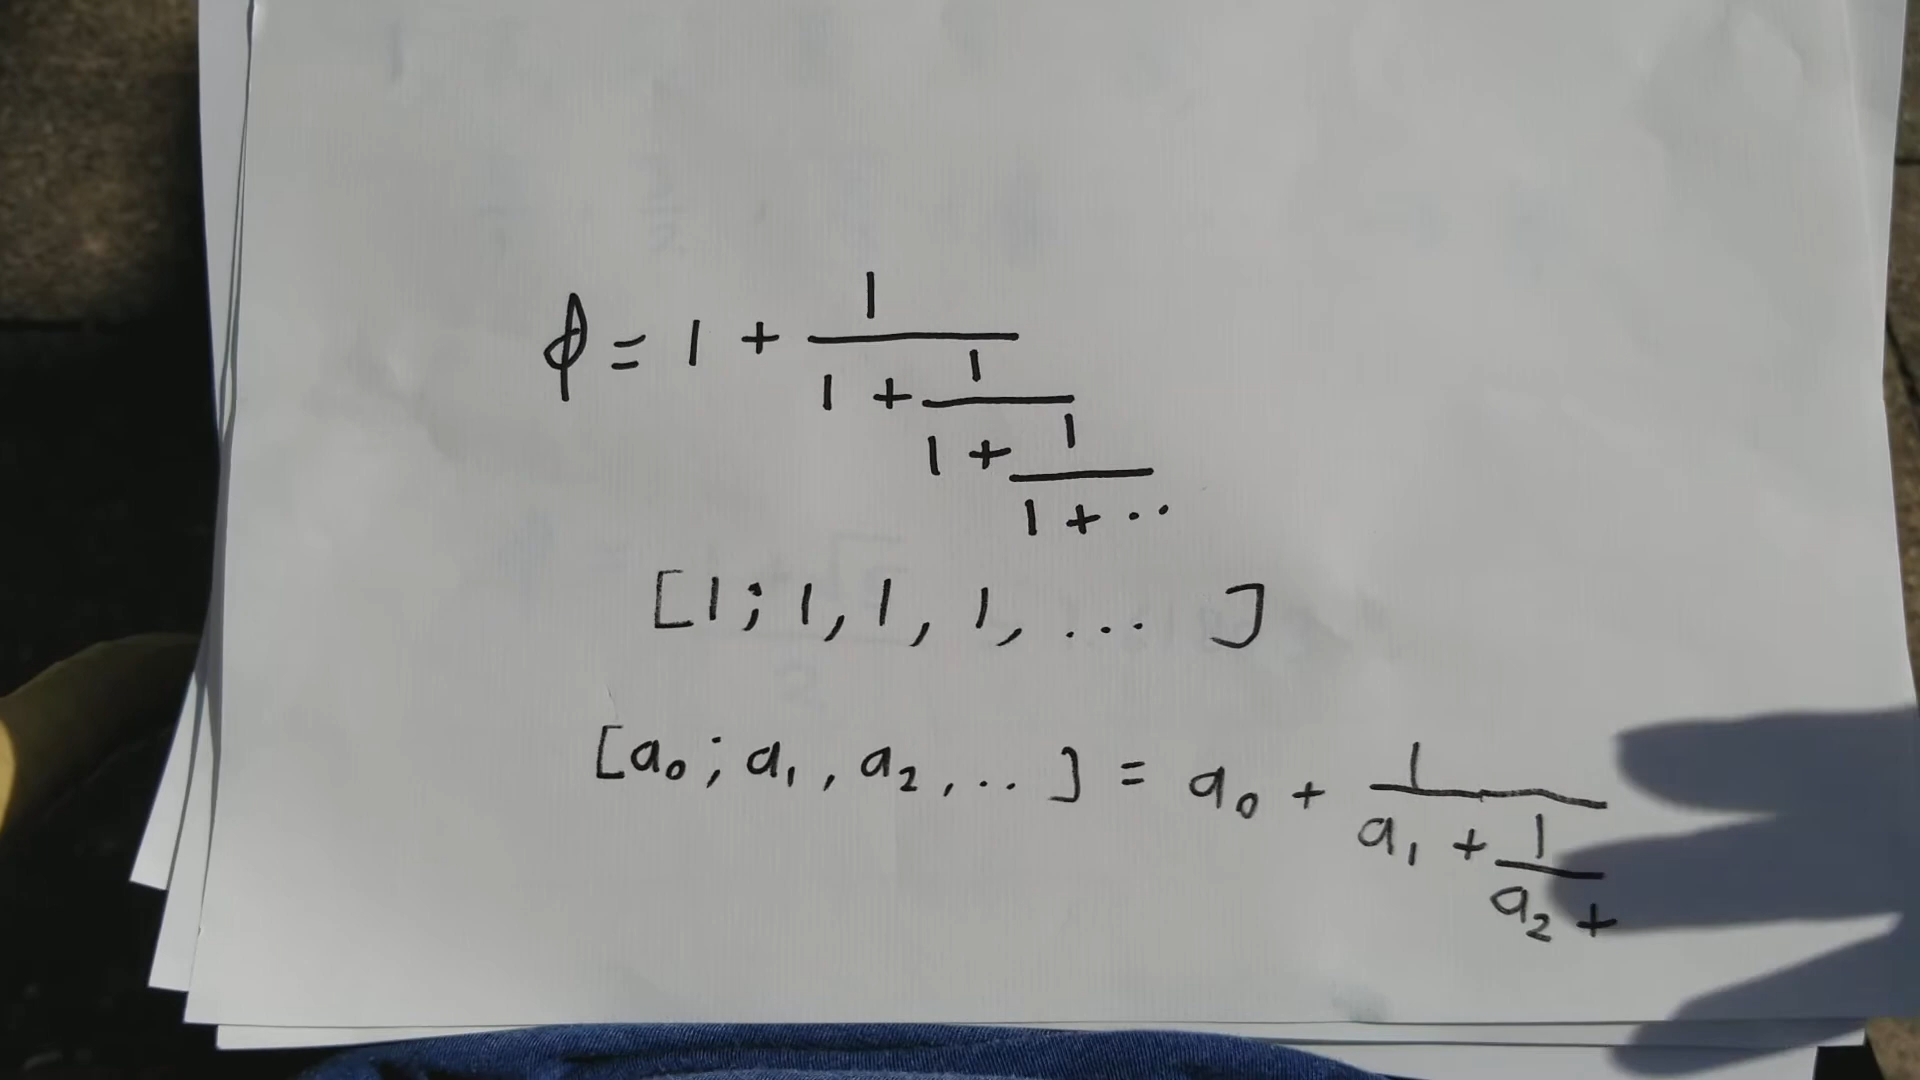 ϕ = 1 + 1
1 + 1
1 + 1
1 + ..
[1; 1, 1, 1, ... ]
[a₀; a₁, a₂, .. ] = a₀ + 1
a₁ + 1
a₂ +